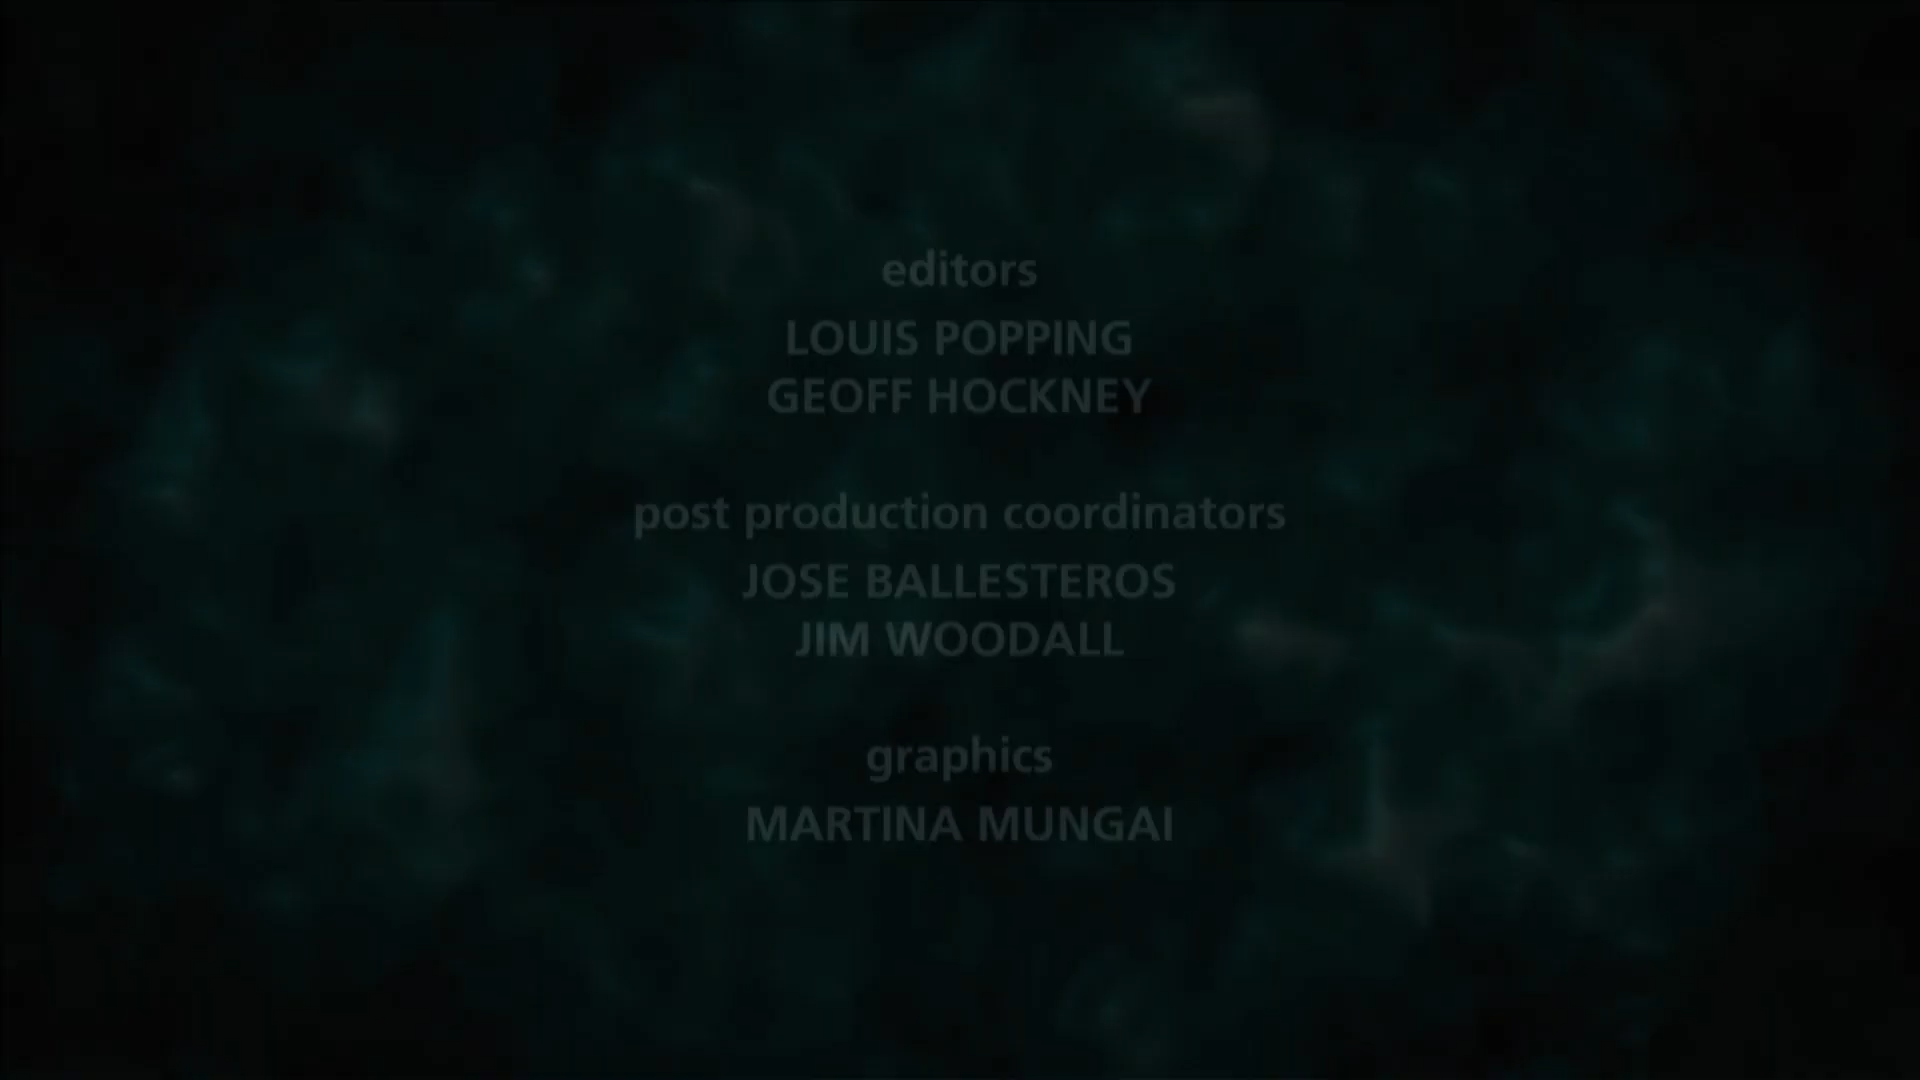 editors
LOUIS POPPING
GEOFF HOCKNEY
post production coordinators
JOSE BALLESTEROS
JIM WOODALL
graphics
MARTINA MUNGAI